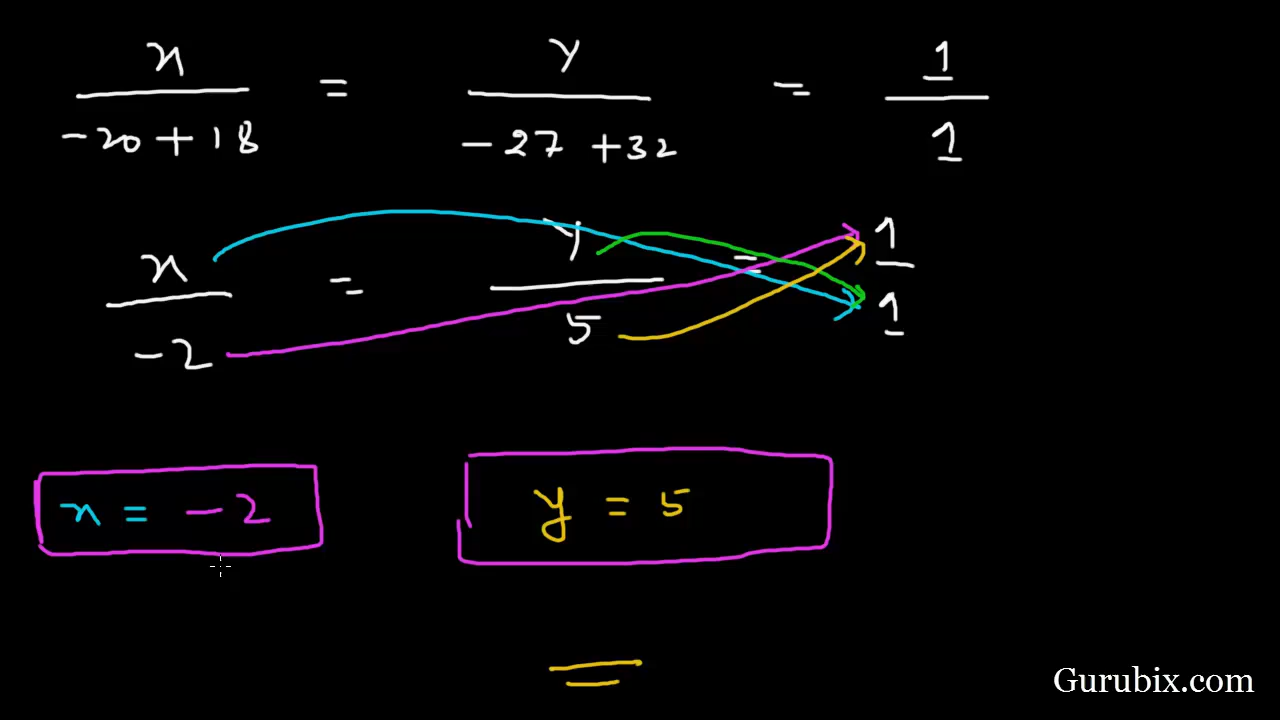 x/(-20+18) = y/(-27+32) = 1/1
x/-2 = y/5 = 1/1
x = -2 y = 5
Gurubix.com